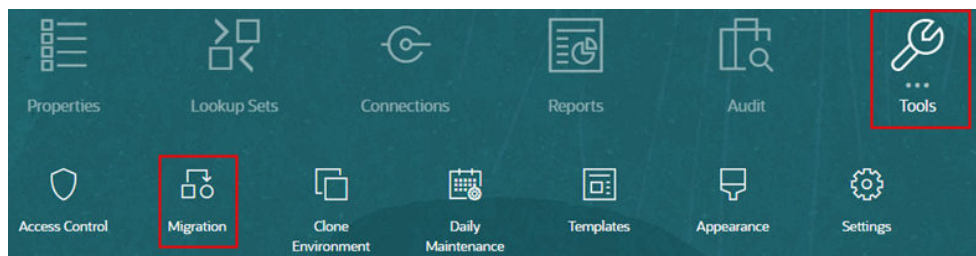 Properties
Lookup Sets
Connections
Reports
Audit
Tools
Access Control
Migration
Clone
Environment
Daily
Maintenance
Templates
Appearance
Settings